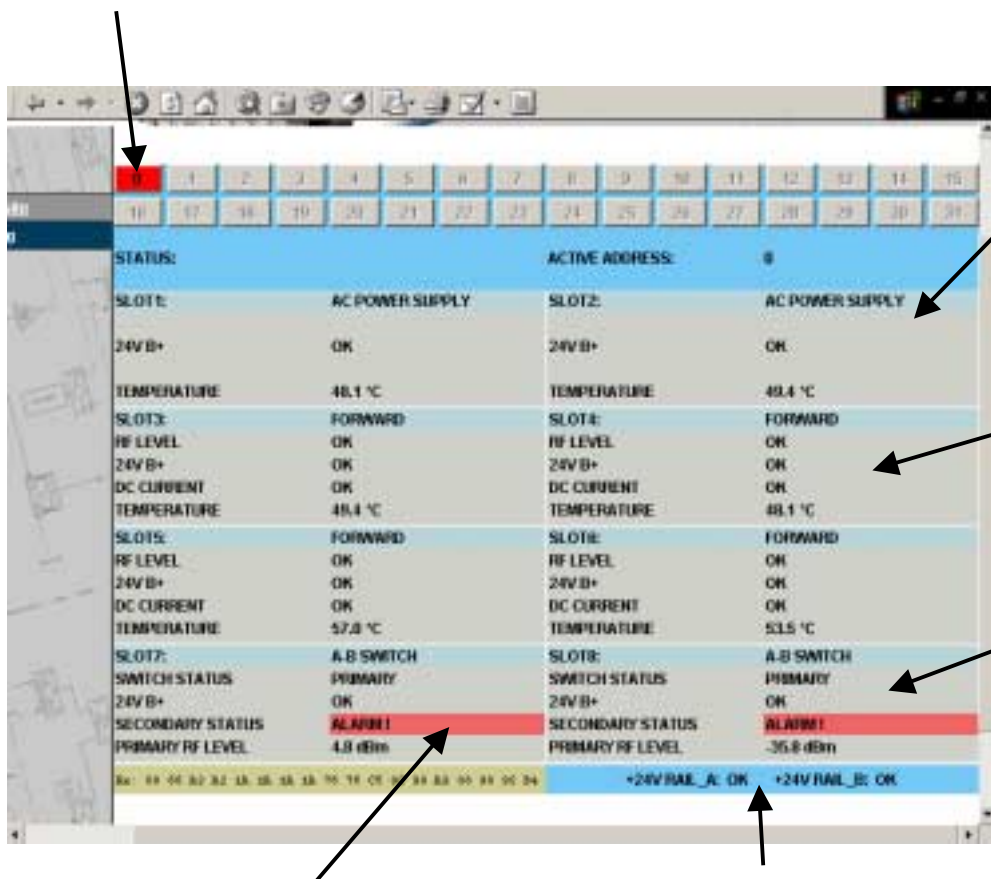 0 1 2 3 4 5 6 7 8 9 10 11 12 13 14 15
16 17 18 19 20 21 22 23 24 25 26 27 28 29 30 31
STATUS: ACTIVE ADDRESS: 0
SLOT1: AC POWER SUPPLY SLOT2: AC POWER SUPPLY
24V B+ OK 24V B+ OK
TEMPERATURE 48.1 °C TEMPERATURE 49.4 °C
SLOT3: FORWARD SLOT4: FORWARD
RF LEVEL OK RF LEVEL OK
24V B+ OK 24V B+ OK
DC CURRENT OK DC CURRENT OK
TEMPERATURE 49.4 °C TEMPERATURE 48.1 °C
SLOT5: FORWARD SLOT6: FORWARD
RF LEVEL OK RF LEVEL OK
24V B+ OK 24V B+ OK
DC CURRENT OK DC CURRENT OK
TEMPERATURE 57.8 °C TEMPERATURE 53.5 °C
SLOT7: A-B SWITCH SLOT8: A-B SWITCH
SWITCH STATUS PRIMARY SWITCH STATUS PRIMARY
24V B+ OK 24V B+ OK
SECONDARY STATUS ALARM ! SECONDARY STATUS ALARM !
PRIMARY RF LEVEL 4.8 dBm PRIMARY RF LEVEL -35.8 dBm
+24V RAIL_A: OK +24V RAIL_B: OK